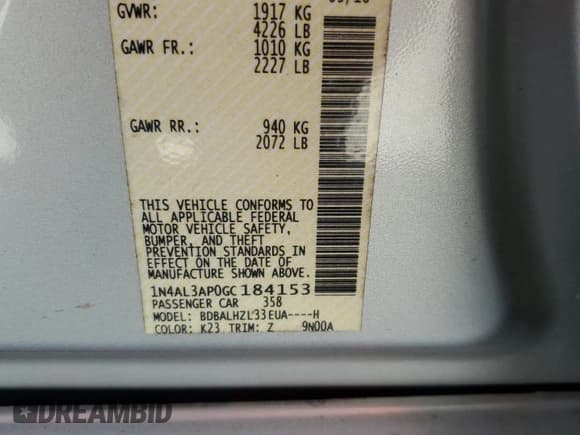 GVWR: 1917 KG
4226 LB
GAWR FR.: 1010 KG
2227 LB
GAWR RR.: 940 KG
2072 LB
THIS VEHICLE CONFORMS TO
ALL APPLICABLE FEDERAL
MOTOR VEHICLE SAFETY,
BUMPER, AND THEFT
PREVENTION STANDARDS IN
EFFECT ON THE DATE OF
MANUFACTURE SHOWN ABOVE.
1N4AL3AP0GC184153
PASSENGER CAR 358
MODEL: BDBALHZL33EUA----H
COLOR: K23 TRIM: Z 9N00A
DREAMBID